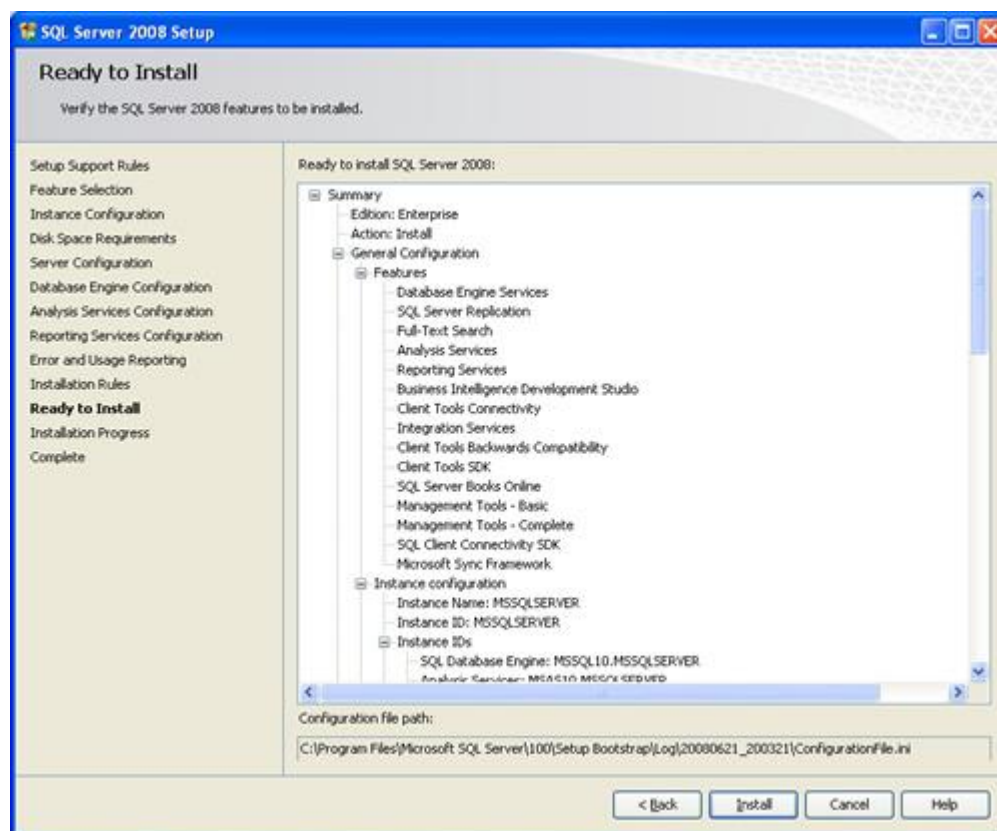 SQL Server 2008 Setup
Ready to Install
Verify the SQL Server 2008 features to be installed.
Setup Support Rules
Feature Selection
Instance Configuration
Disk Space Requirements
Server Configuration
Database Engine Configuration
Analysis Services Configuration
Reporting Services Configuration
Error and Usage Reporting
Installation Rules
Ready to Install
Installation Progress
Complete
Ready to install SQL Server 2008:
Summary
Edition: Enterprise
Action: Install
General Configuration
Features
Database Engine Services
SQL Server Replication
Full-Text Search
Analysis Services
Reporting Services
Business Intelligence Development Studio
Client Tools Connectivity
Integration Services
Client Tools Backwards Compatibility
Client Tools SDK
SQL Server Books Online
Management Tools - Basic
Management Tools - Complete
SQL Client Connectivity SDK
Microsoft Sync Framework
Instance configuration
Instance Name: MSSQLSERVER
Instance ID: MSSQLSERVER
Instance IDs
SQL Database Engine: MSSQL10.MSSQLSERVER
Analysis Services: MSAS10.MSSQLSERVER
Configuration file path:
C:\Program Files\Microsoft SQL Server\100\Setup Bootstrap\Log\20080621_200321\ConfigurationFile.ini
< Back
Install
Cancel
Help